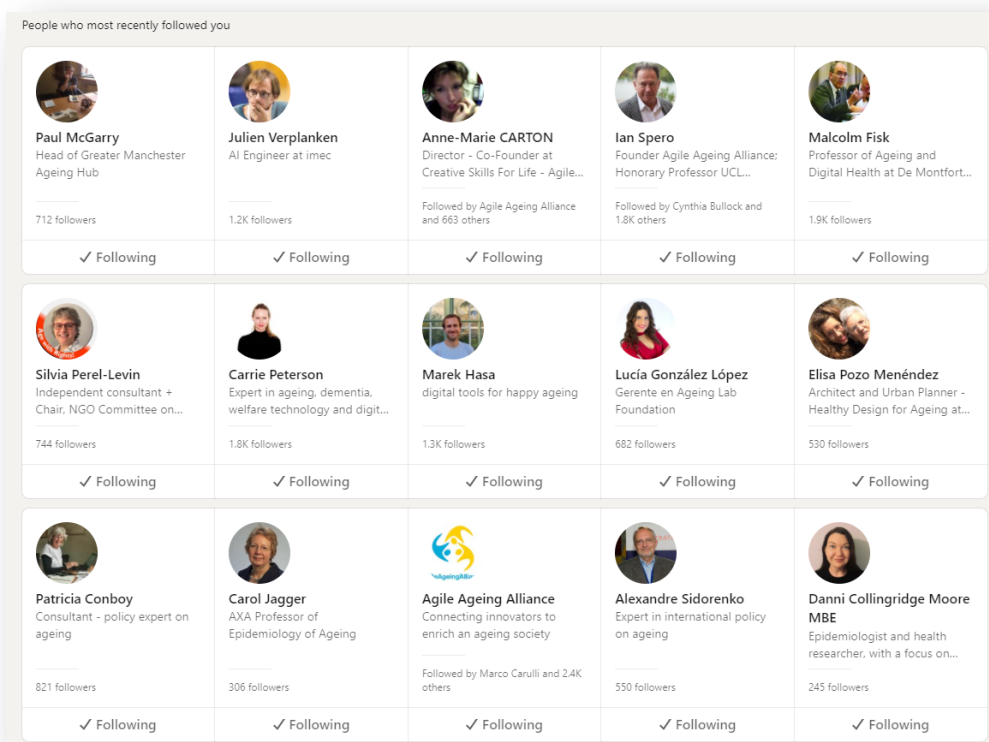 People who most recently followed you
Paul McGarry
Head of Greater Manchester
Ageing Hub
712 followers
✓ Following
Julien Verplanken
AI Engineer at imec
1.2K followers
✓ Following
Anne-Marie CARTON
Director - Co-Founder at
Creative Skills For Life - Agile...
Followed by Agile Ageing Alliance
and 663 others
✓ Following
Ian Spero
Founder Agile Ageing Alliance;
Honorary Professor UCL...
Followed by Cynthia Bullock and
1.8K others
✓ Following
Malcolm Fisk
Professor of Ageing and
Digital Health at De Montfort...
1.9K followers
✓ Following
Silvia Perel-Levin
Independent consultant +
Chair, NGO Committee on...
744 followers
✓ Following
Carrie Peterson
Expert in ageing, dementia,
welfare technology and digit...
1.8K followers
✓ Following
Marek Hasa
digital tools for happy ageing
1.3K followers
✓ Following
Lucía González López
Gerente en Ageing Lab
Foundation
682 followers
✓ Following
Elisa Pozo Menéndez
Architect and Urban Planner -
Healthy Design for Ageing at...
530 followers
✓ Following
Patricia Conboy
Consultant - policy expert on
ageing
821 followers
✓ Following
Carol Jagger
AXA Professor of
Epidemiology of Ageing
306 followers
✓ Following
eAgeingAllia
Agile Ageing Alliance
Connecting innovators to
enrich an ageing society
Followed by Marco Carulli and 2.4K
others
✓ Following
Alexandre Sidorenko
Expert in international policy
on ageing
550 followers
✓ Following
Danni Collingridge Moore
MBE
Epidemiologist and health
researcher, with a focus on...
245 followers
✓ Following